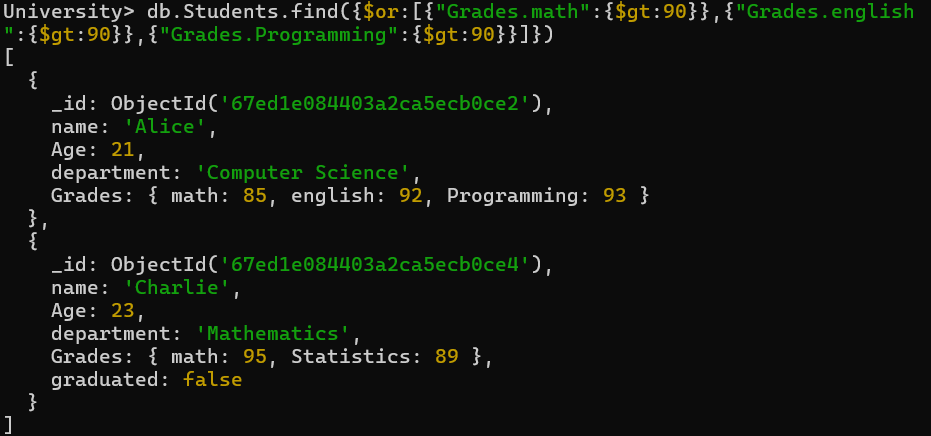 University> db.Students.find({$or:[{"Grades.math":{$gt:90}},{"Grades.english
":{$gt:90}},{"Grades.Programming":{$gt:90}}]})
[
  {
    _id: ObjectId('67ed1e084403a2ca5ecb0ce2'),
    name: 'Alice',
    Age: 21,
    department: 'Computer Science',
    Grades: { math: 85, english: 92, Programming: 93 }
  },
  {
    _id: ObjectId('67ed1e084403a2ca5ecb0ce4'),
    name: 'Charlie',
    Age: 23,
    department: 'Mathematics',
    Grades: { math: 95, Statistics: 89 },
    graduated: false
  }
]